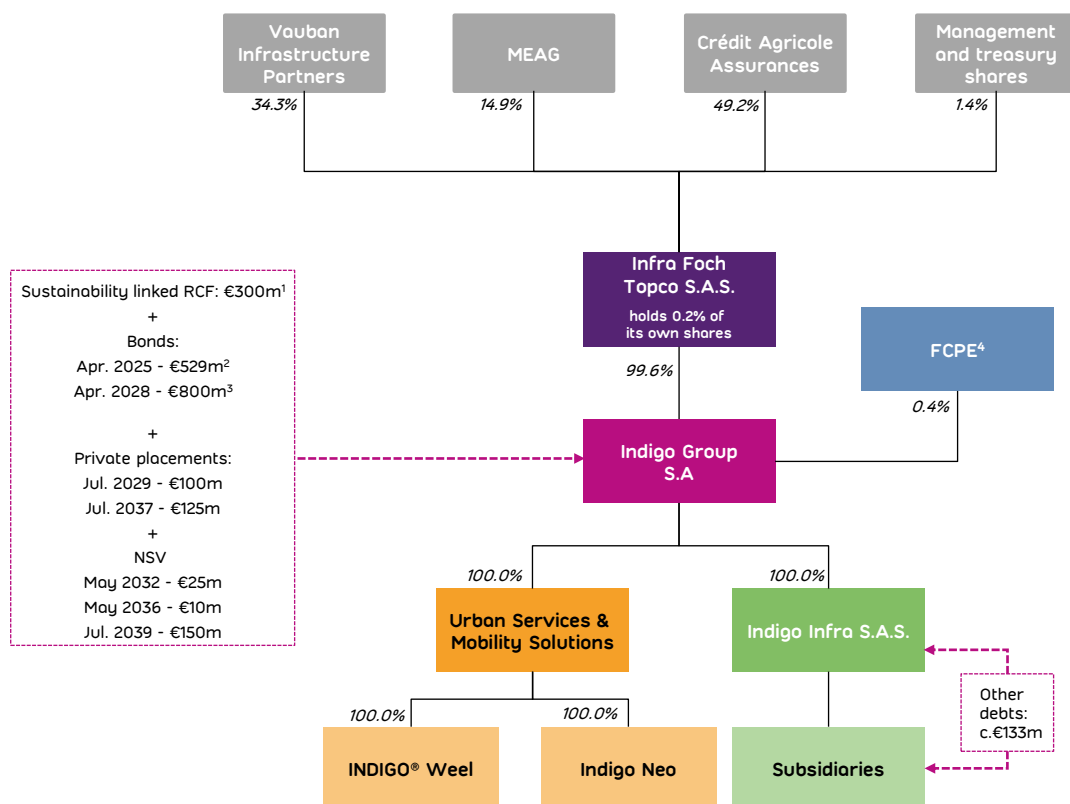 Vauban
Infrastructure
Partners
MEAG
Crédit Agricole
Assurances
Management
and treasury
shares
34.3%
14.9%
49.2%
1.4%
Infra Foch
Topco S.A.S.
holds 0.2% of
its own shares
FCPE⁴
99.6%
0.4%
Sustainability linked RCF: €300m¹
+
Bonds:
Apr. 2025 - €529m²
Apr. 2028 - €800m³
+
Private placements:
Jul. 2029 - €100m
Jul. 2037 - €125m
+
NSV
May 2032 - €25m
May 2036 - €10m
Jul. 2039 - €150m
Indigo Group
S.A
100.0%
100.0%
Urban Services &
Mobility Solutions
Indigo Infra S.A.S.
Other
debts:
c.€133m
100.0%
100.0%
INDIGO® Weel
Indigo Neo
Subsidiaries